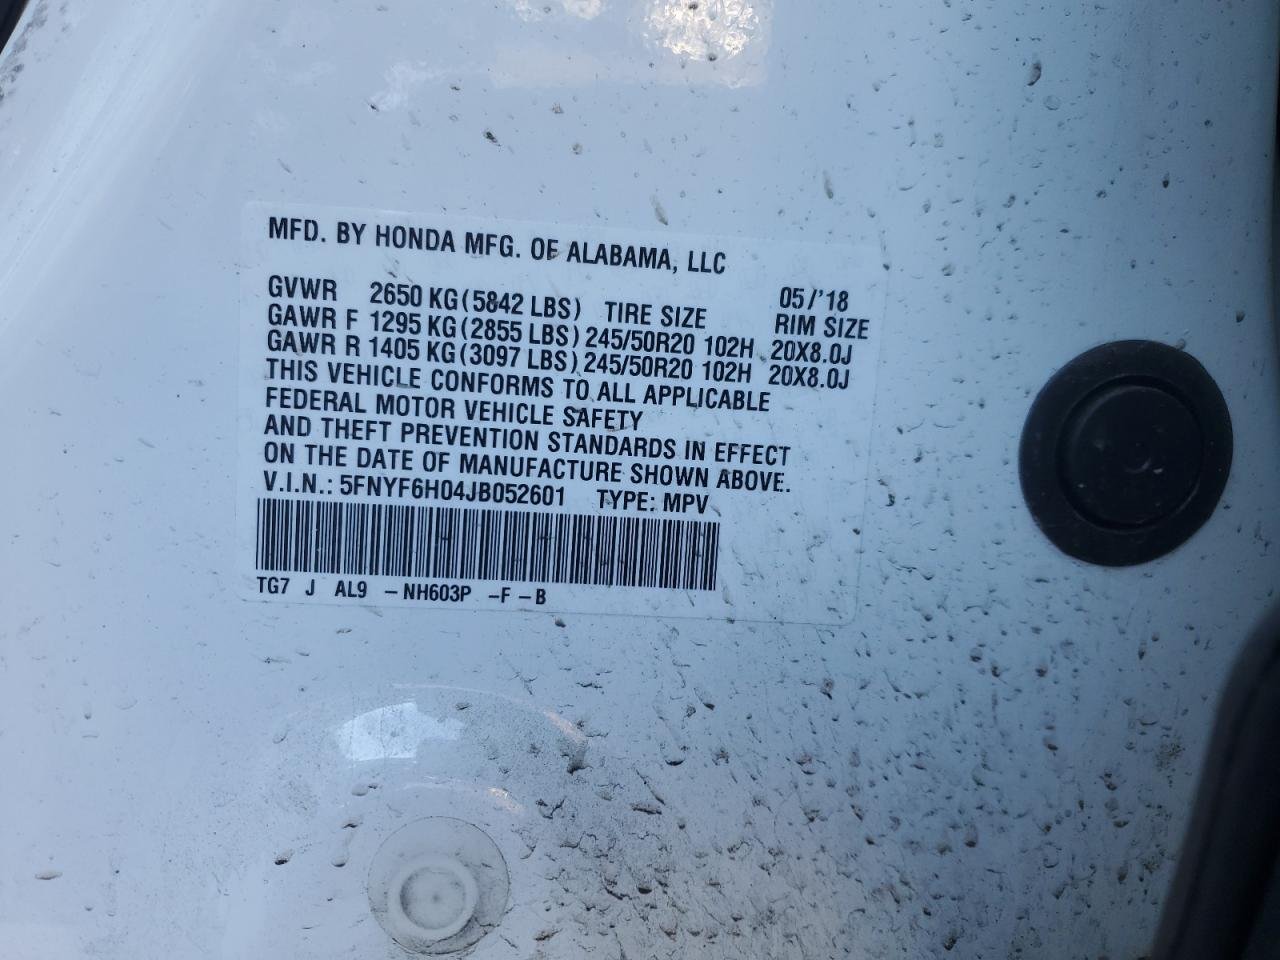 MFD. BY HONDA MFG. OF ALABAMA, LLC
05/'18
GVWR 2650 KG(5842 LBS) TIRE SIZE RIM SIZE
GAWR F 1295 KG(2855 LBS)245/50R20 102H 20X8.0J
GAWR R 1405 KG(3097 LBS)245/50R20 102H 20X8.0J
THIS VEHICLE CONFORMS TO ALL APPLICABLE
FEDERAL MOTOR VEHICLE SAFETY
AND THEFT PREVENTION STANDARDS IN EFFECT
ON THE DATE OF MANUFACTURE SHOWN ABOVE.
V.I.N.: 5FNYF6H04JB052601 TYPE: MPV
TG7 J AL9 -NH603P -F-B